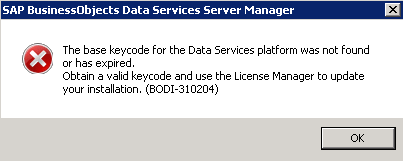 SAP BusinessObjects Data Services Server Manager
The base keycode for the Data Services platform was not found
or has expired.
Obtain a valid keycode and use the License Manager to update
your installation. (BODI-310204)
OK